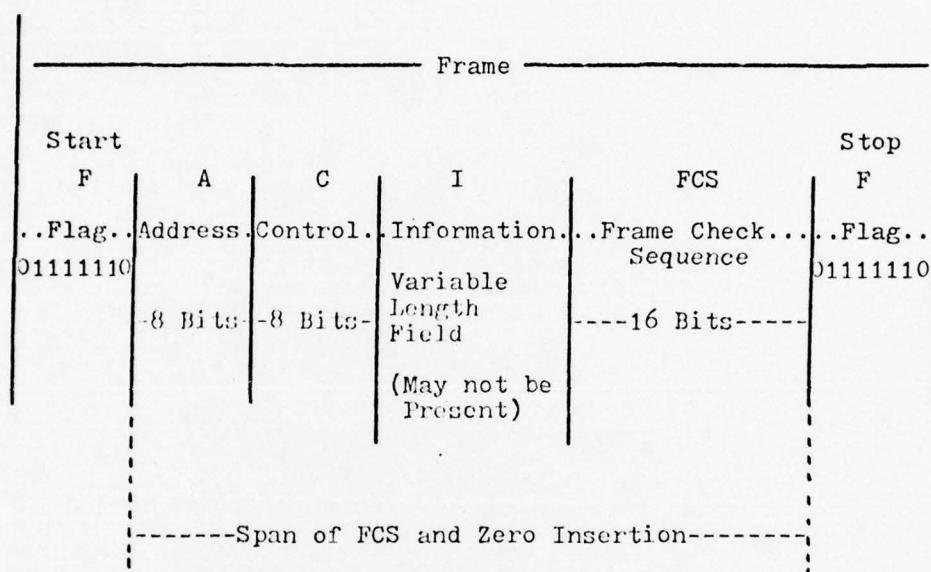 Frame
Start Stop
F A C I FCS F
..Flag..Address.Control..Information...Frame Check.....Flag..
Sequence
01111110 01111110
Variable
Length
-8 Bits--8 Bits- Field ----16 Bits-----
(May not be
Present)
-------Span of FCS and Zero Insertion-------